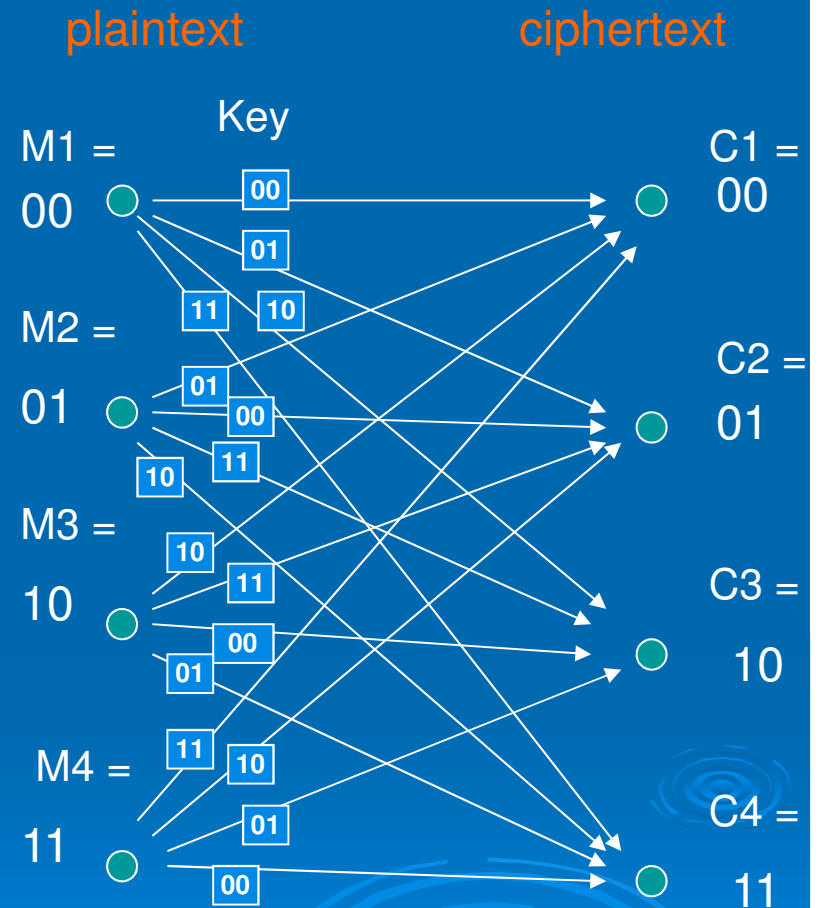 plaintext ciphertext
Key
M1 =
00
C1 =
00
00
01
11 10
M2 =
01
C2 =
01
01
00
11
10
M3 =
10
C3 =
10
10
11
00
01
M4 =
11
C4 =
11
11
10
01
00